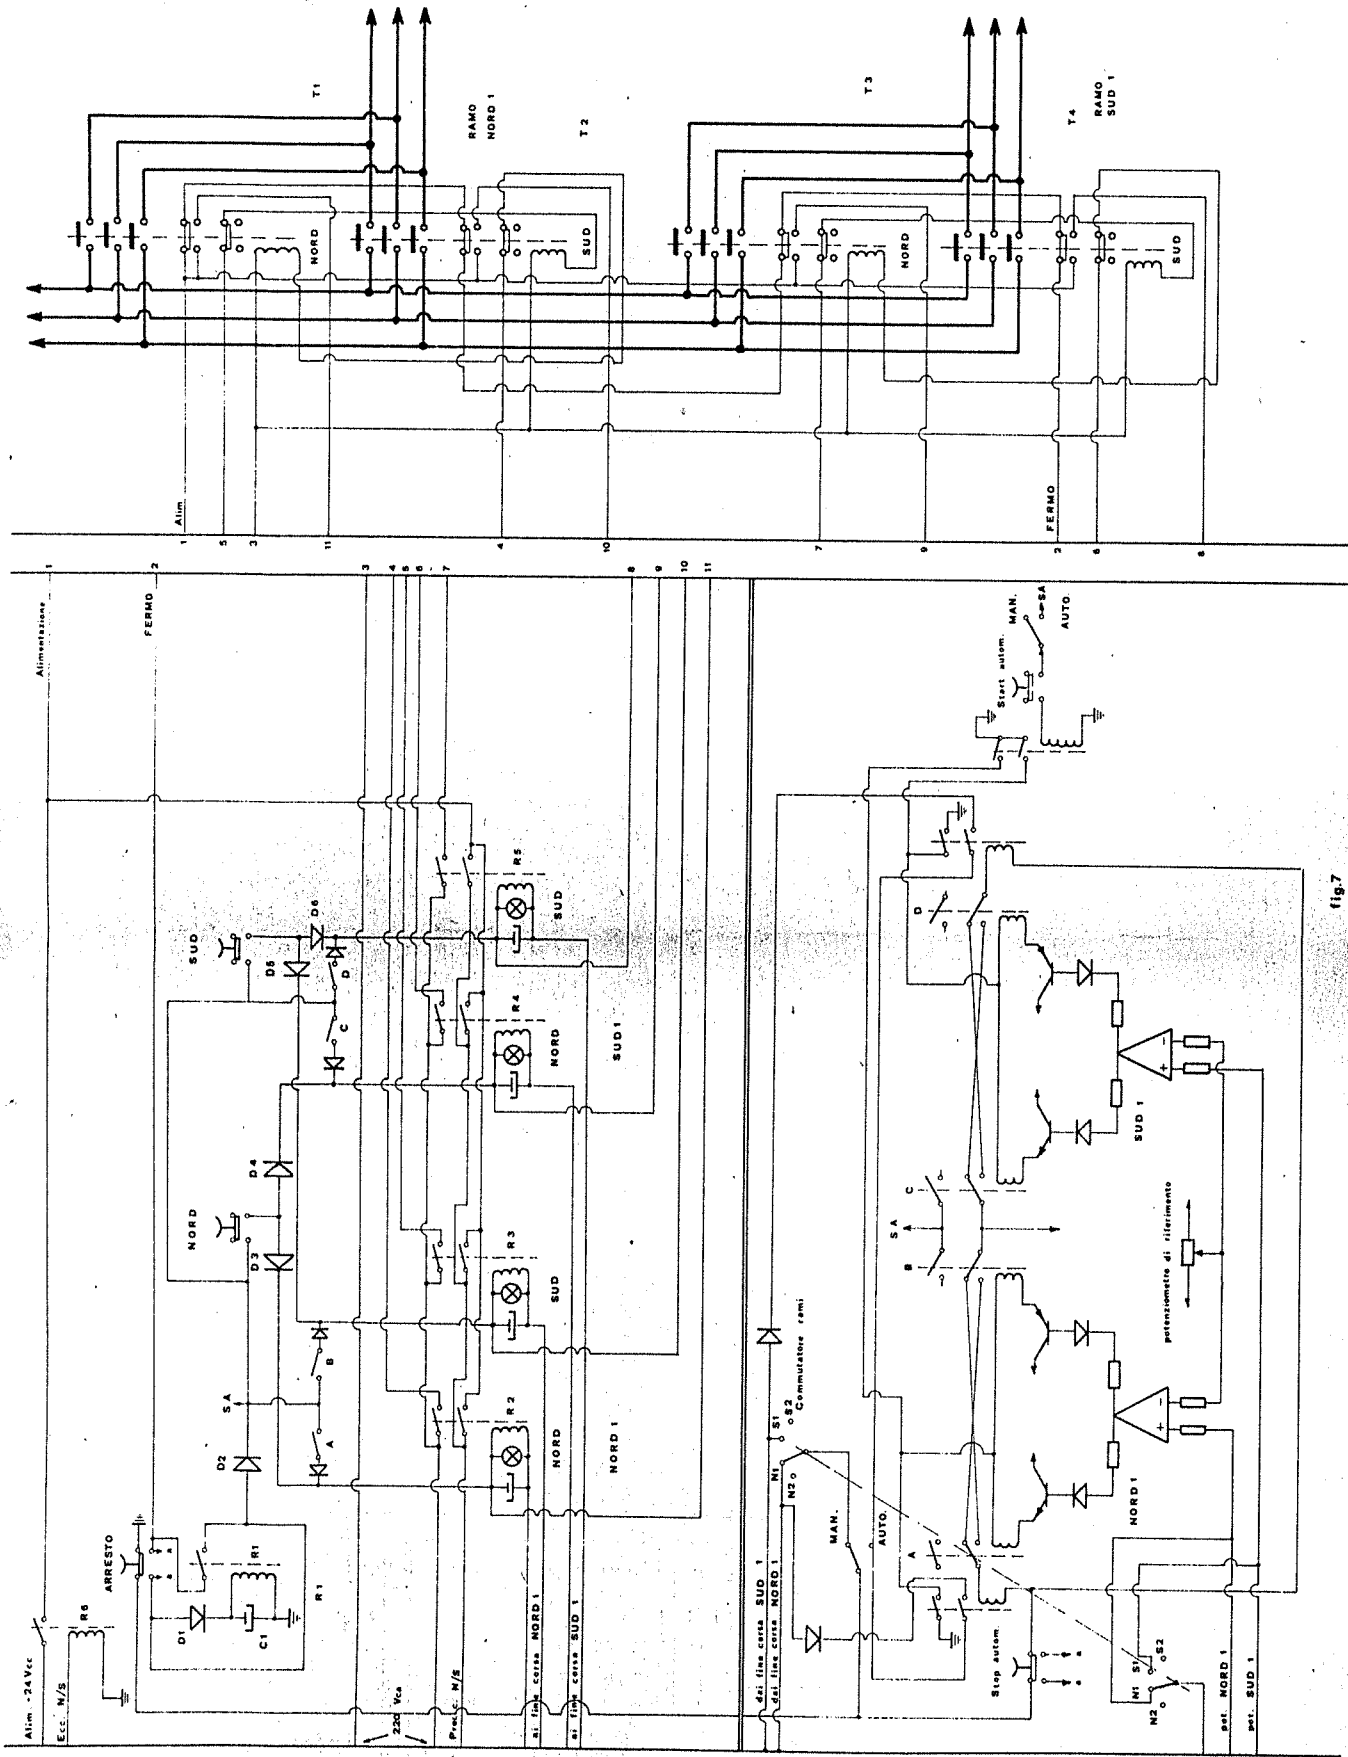 Alim. -24Vcc
Ecc. N/S
R6
ARRESTO
a
a
D1
C1
R1
R1
D2
SA
A
B
NORD
D3
D4
SUD
D5
D6
C
D
Alimentazione
1
FERMO
2
220 Vca
Precc. N/S
ai fine corsa NORD 1
ai fine corsa SUD 1
R2
NORD
NORD 1
R3
SUD
R4
NORD
SUD 1
R5
SUD
3
4
5
6
7
8
9
10
11
dai fine corsa SUD 1
dai fine corsa NORD 1
N1
N2
S1
S2
Commutatore rami
MAN.
AUTO.
A
Stop autom.
a
a
N2
N1
S1
S2
pot. NORD 1
pot. SUD 1
NORD 1
+
-
B
SA
C
potenziometro di riferimento
SUD 1
+
-
D
Start autom.
MAN.
SA
AUTO.
fig.7
Alim
1
5
3
11
4
10
7
9
FERMO
2
6
8
NORD
T1
RAMO
NORD 1
SUD
T2
NORD
T3
SUD
T4
RAMO
SUD 1